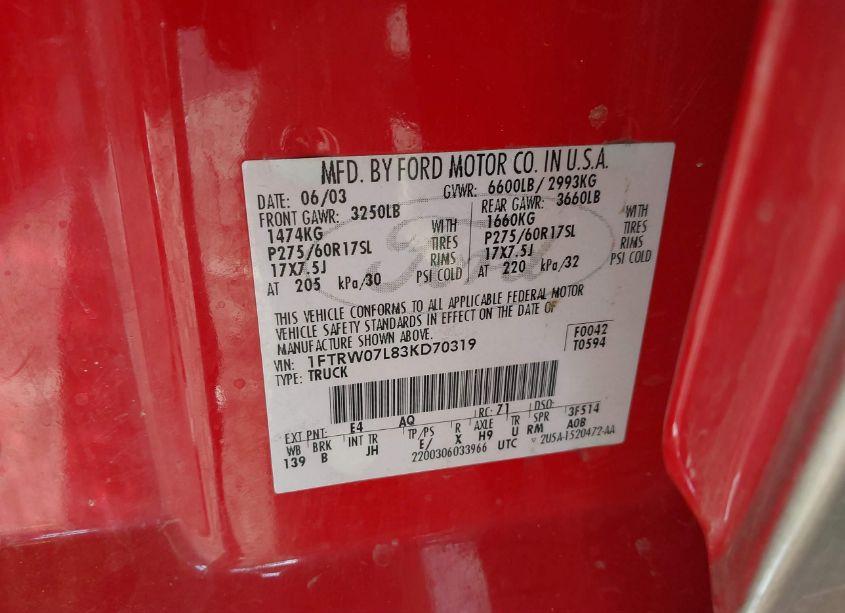 MFD. BY FORD MOTOR CO. IN U.S.A.
DATE: 06/03 GVWR: 6600LB/ 2993KG
FRONT GAWR: 3250LB REAR GAWR: 3660LB
1474KG WITH 1660KG WITH
P275/60R17SL TIRES P275/60R17SL TIRES
17X7.5J RIMS 17X7.5J RIMS
AT 205 kPa/30 PSI COLD AT 220 kPa/32 PSI COLD
Ford
THIS VEHICLE CONFORMS TO ALL APPLICABLE FEDERAL MOTOR
VEHICLE SAFETY STANDARDS IN EFFECT ON THE DATE OF
MANUFACTURE SHOWN ABOVE.
VIN: 1FTRW07L83KD70319 F0042
TYPE: TRUCK T0594
EXT PNT: E4 AQ RC: 71 DSO: 3F514
WB BRK INT TR TP/PS R AXLE TR SPR A0B
139 B JH E/ X H9 U RM
2200306033966 UTC 2U5A-1520472-AA